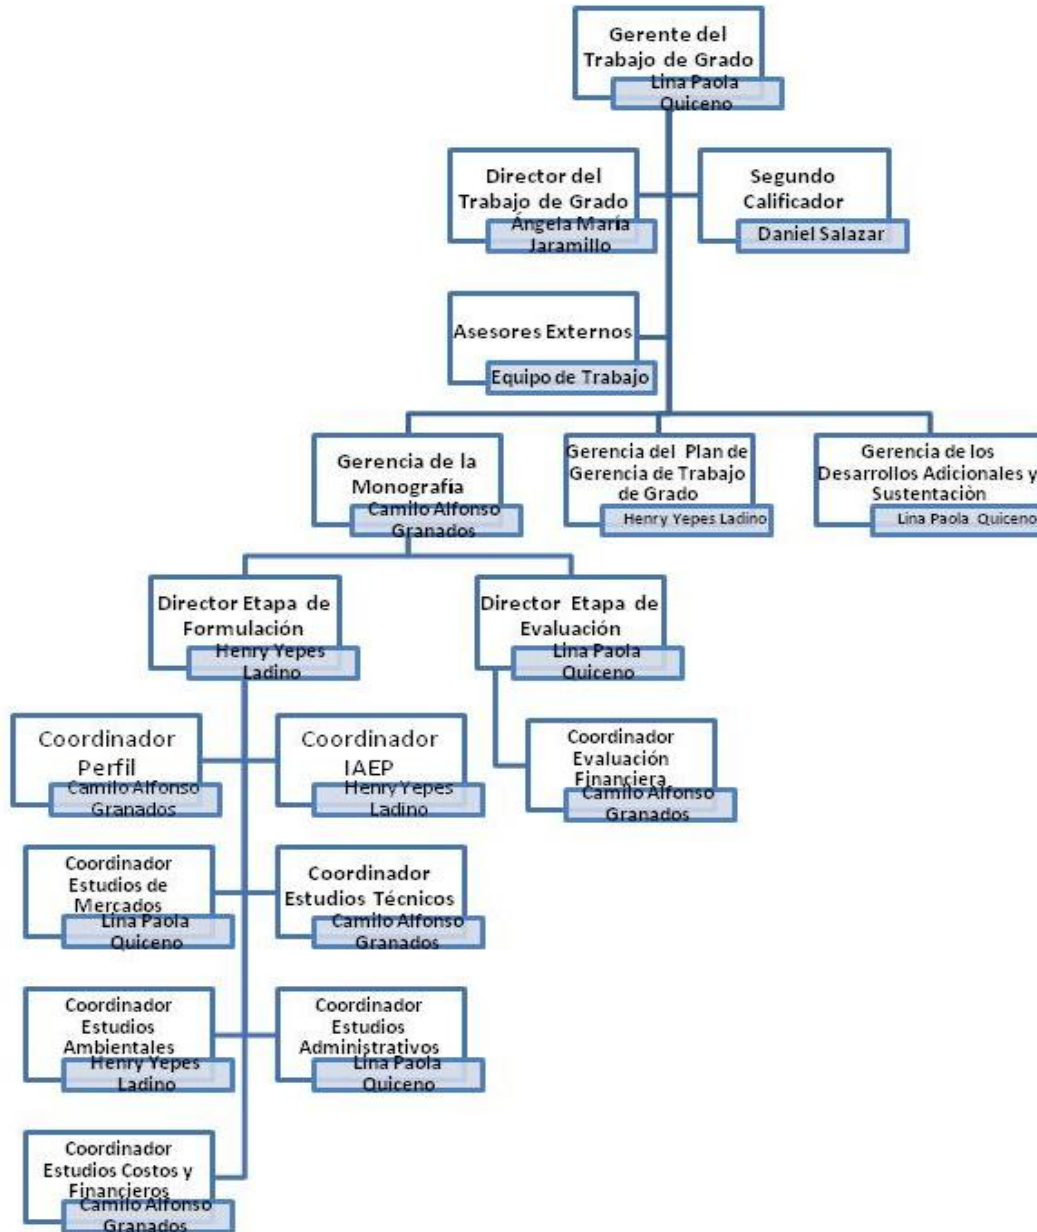 Gerente del
Trabajo de Grado
Lina Paola
Quiceno
Director del
Trabajo de Grado
Ángela María
Jaramillo
Segundo
Calificador
Daniel Salazar
Asesores Externos
Equipo de Trabajo
Gerencia de la
Monografía
Camilo Alfonso
Granados
Gerencia del Plan de
Gerencia de Trabajo
de Grado
Henry Yepes Ladino
Gerencia de los
Desarrollos Adicionales y
Sustentaciòn
Lina Paola Quiceno
Director Etapa de
Formulación
Henry Yepes
Ladino
Director Etapa de
Evaluación
Lina Paola
Quiceno
Coordinador
Perfil
Camilo Alfonso
Granados
Coordinador
IAEP
Henry Yepes
Ladino
Coordinador
Evaluación
Financiera
Camilo Alfonso
Granados
Coordinador
Estudios de
Mercados
Lina Paola
Quiceno
Coordinador
Estudios Técnicos
Camilo Alfonso
Granados
Coordinador
Estudios
Ambientales
Henry Yepes
Ladino
Coordinador
Estudios
Administrativos
Lina Paola
Quiceno
Coordinador
Estudios Costos y
Financieros
Camilo Alfonso
Granados